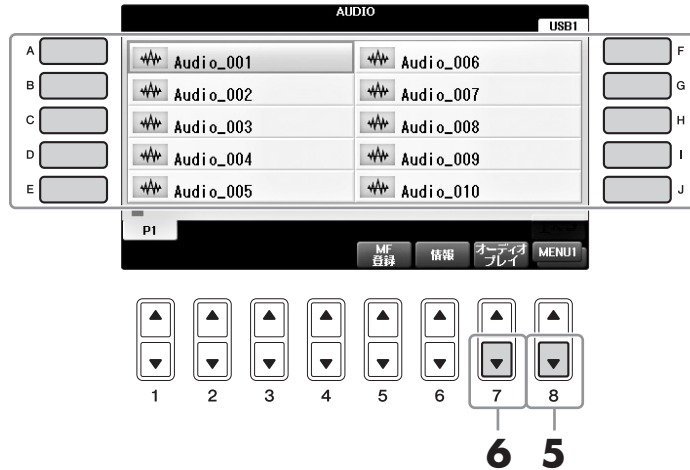 AUDIO
USB1
A
B
C
D
E
Audio_001
Audio_002
Audio_003
Audio_004
Audio_005
Audio_006
Audio_007
Audio_008
Audio_009
Audio_010
F
G
H
I
J
P1
MF
登録
情報
オーディオ
プレイ
MENU1
1 2 3 4 5 6 7 8
6 5